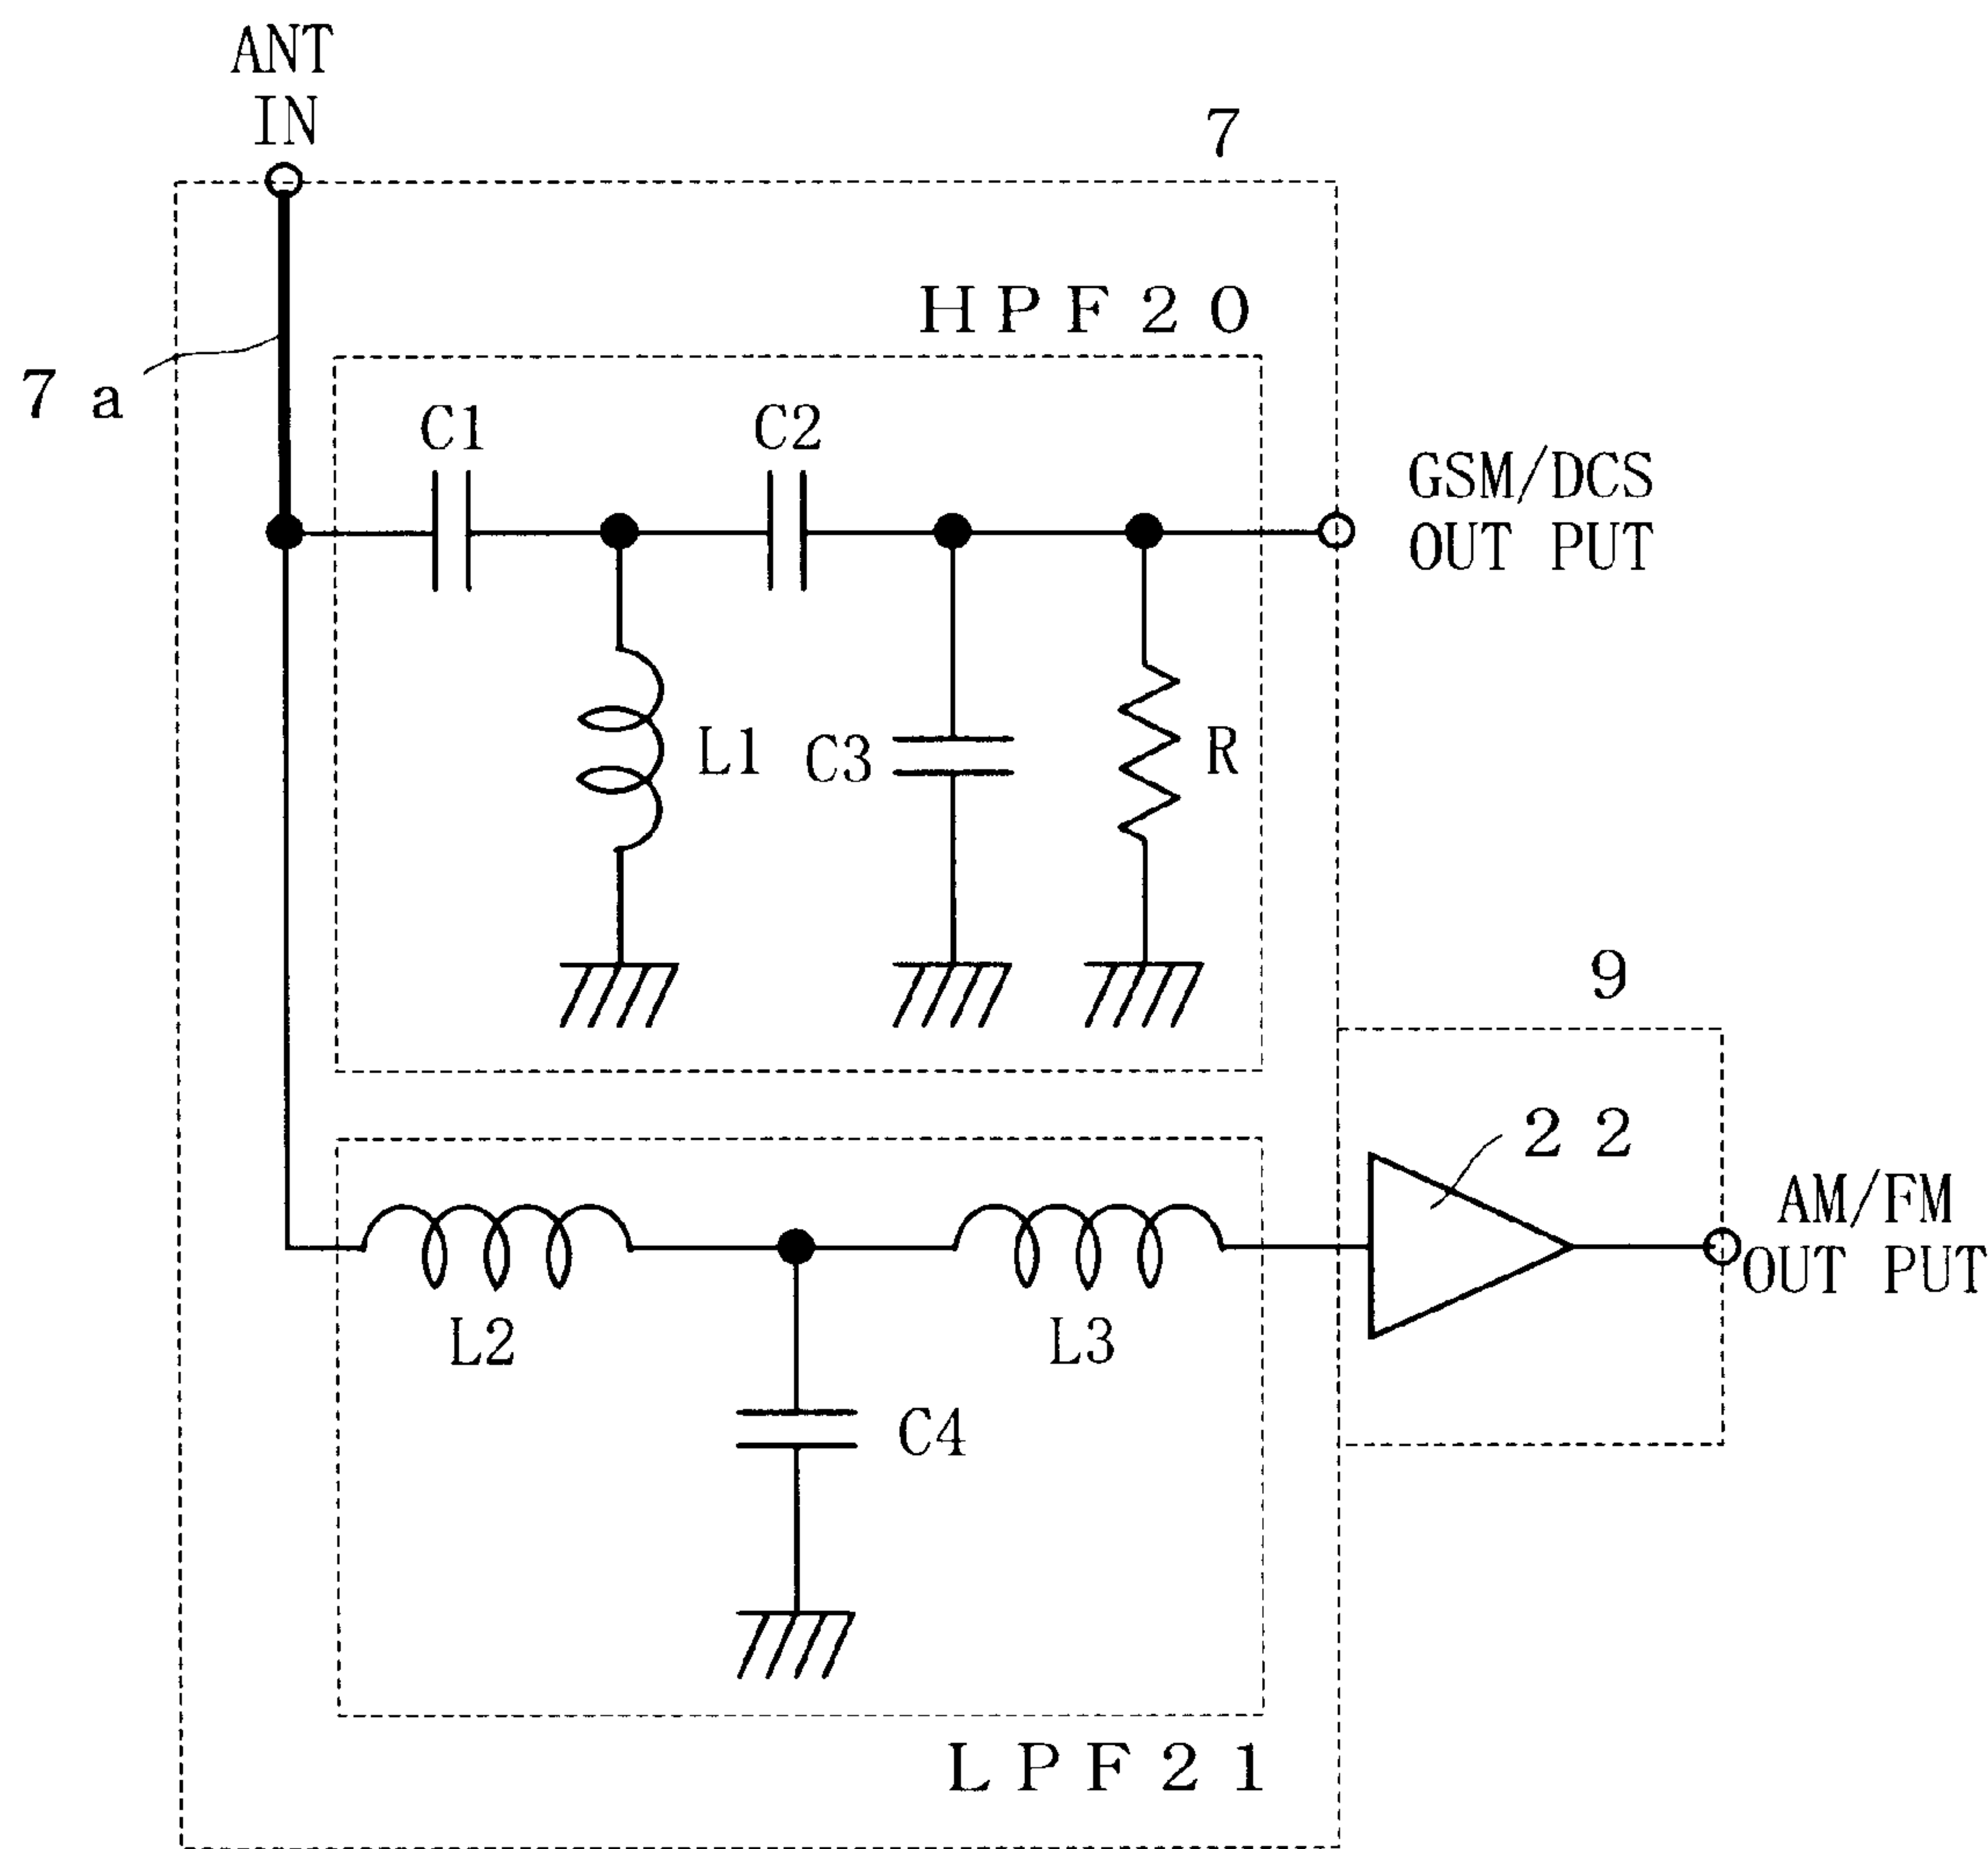 ANT
IN
7
HPF20
7a
C1
C2
GSM/DCS
OUT PUT
L1
C3
R
9
22
AM/FM
OUT PUT
L2
L3
C4
LPF21